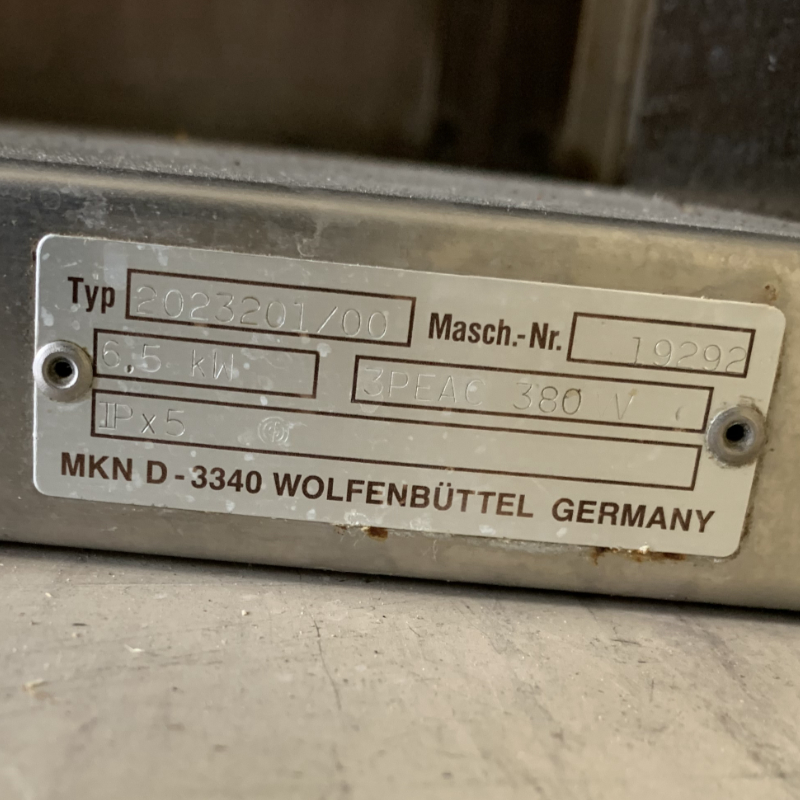 Typ 2023201/00 Masch.-Nr. 19292
6,5 kW 3PEAC 380 V
IPx5
MKN D-3340 WOLFENBÜTTEL GERMANY